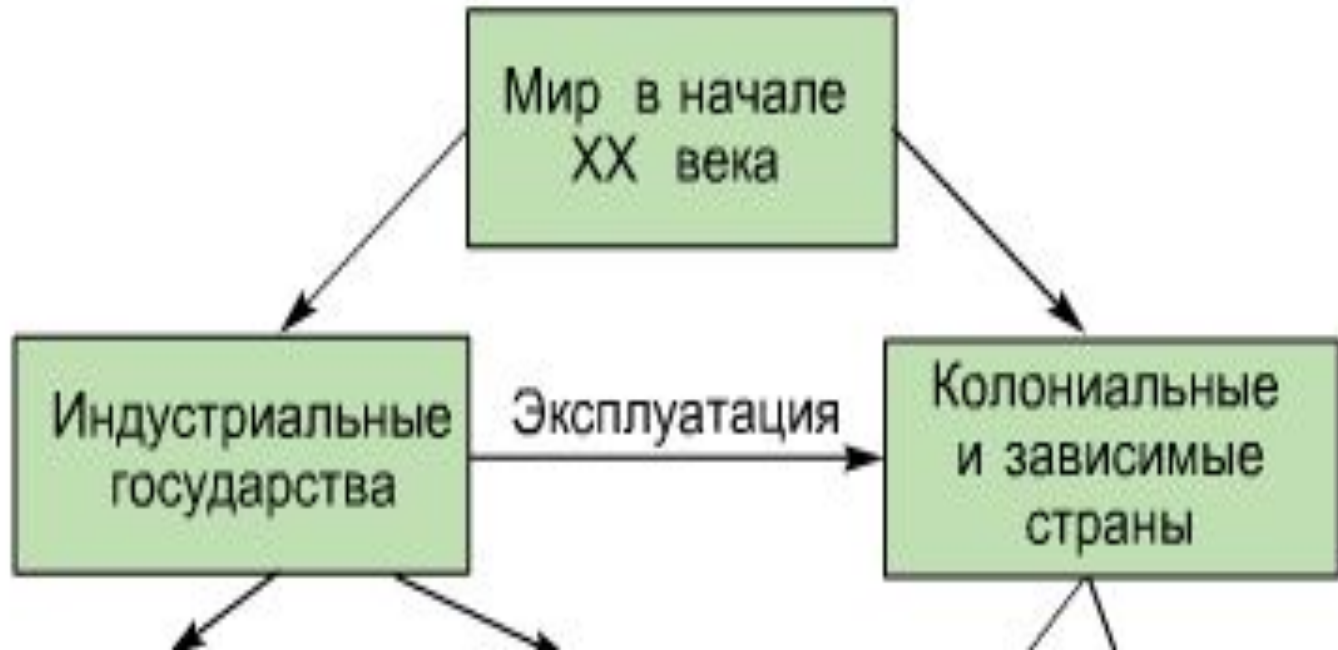 Мир в начале
XX века
Индустриальные
государства
Эксплуатация
Колониальные
и зависимые
страны